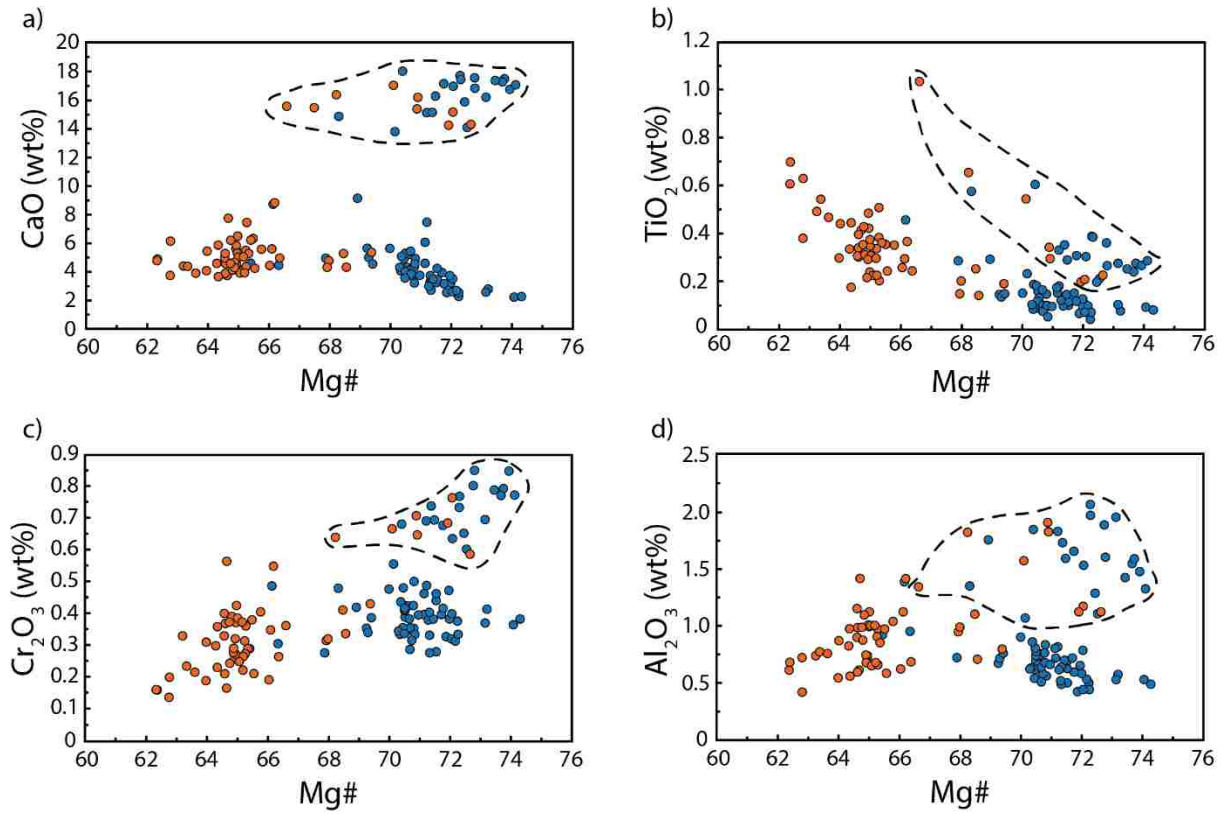 a)
20
18
16
14
12
10
8
6
4
2
0
CaO (wt%)
60 62 64 66 68 70 72 74 76
Mg#
b)
1.2
1.0
0.8
0.6
0.4
0.2
0.0
TiO2 (wt%)
60 62 64 66 68 70 72 74 76
Mg#
c)
0.9
0.8
0.7
0.6
0.5
0.4
0.3
0.2
0.1
0
Cr2O3 (wt%)
60 62 64 66 68 70 72 74 76
Mg#
d)
2.5
2.0
1.5
1.0
0.5
0.0
Al2O3 (wt%)
60 62 64 66 68 70 72 74 76
Mg#